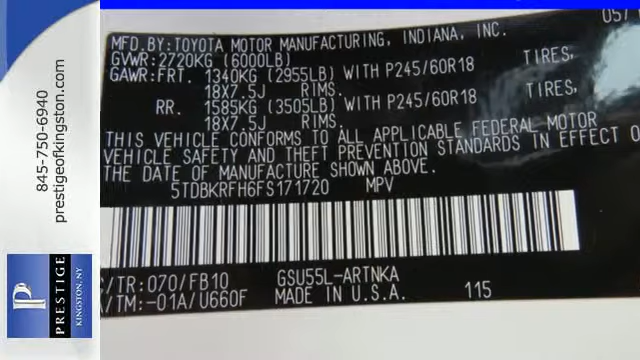 05/1
MFD.BY:TOYOTA MOTOR MANUFACTURING, INDIANA, INC.
GVWR:2720KG (6000LB)
GAWR:FRT. 1340KG (2955LB) WITH P245/60R18 TIRES,
18X7.5J RIMS.
RR. 1585KG (3505LB) WITH P245/60R18 TIRES,
18X7.5J RIMS.
THIS VEHICLE CONFORMS TO ALL APPLICABLE FEDERAL MOTOR
VEHICLE SAFETY AND THEFT PREVENTION STANDARDS IN EFFECT O
THE DATE OF MANUFACTURE SHOWN ABOVE.
5TDBKRFH6FS171720 MPV
/TR:070/FB10 GSU55L-ARTNKA
/TM:-01A/U660F MADE IN U.S.A. 115
845-750-6940
prestigeofkingston.com
P
PRESTIGE
KINGSTON, NY